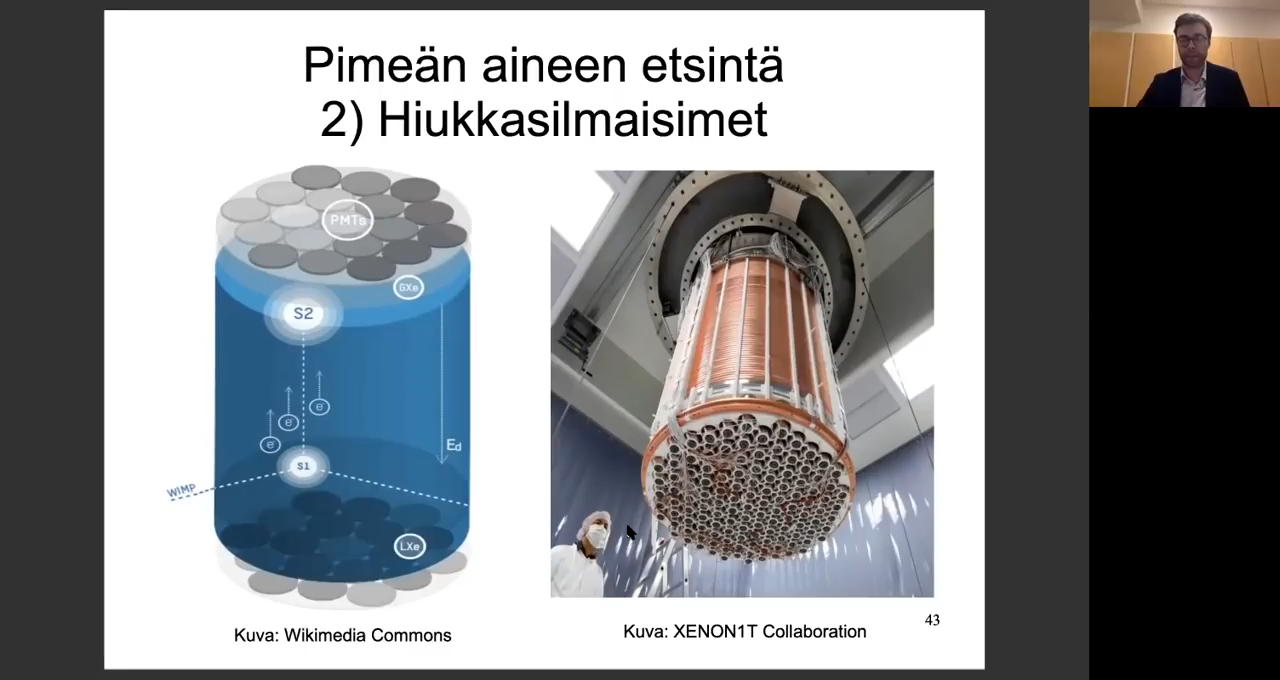 Pimeän aineen etsintä
2) Hiukkasilmaisimet
PMTs
GXe
S2
e⁻
e⁻
e⁻
Ed
S1
WIMP
LXe
Kuva: Wikimedia Commons
Kuva: XENON1T Collaboration
43